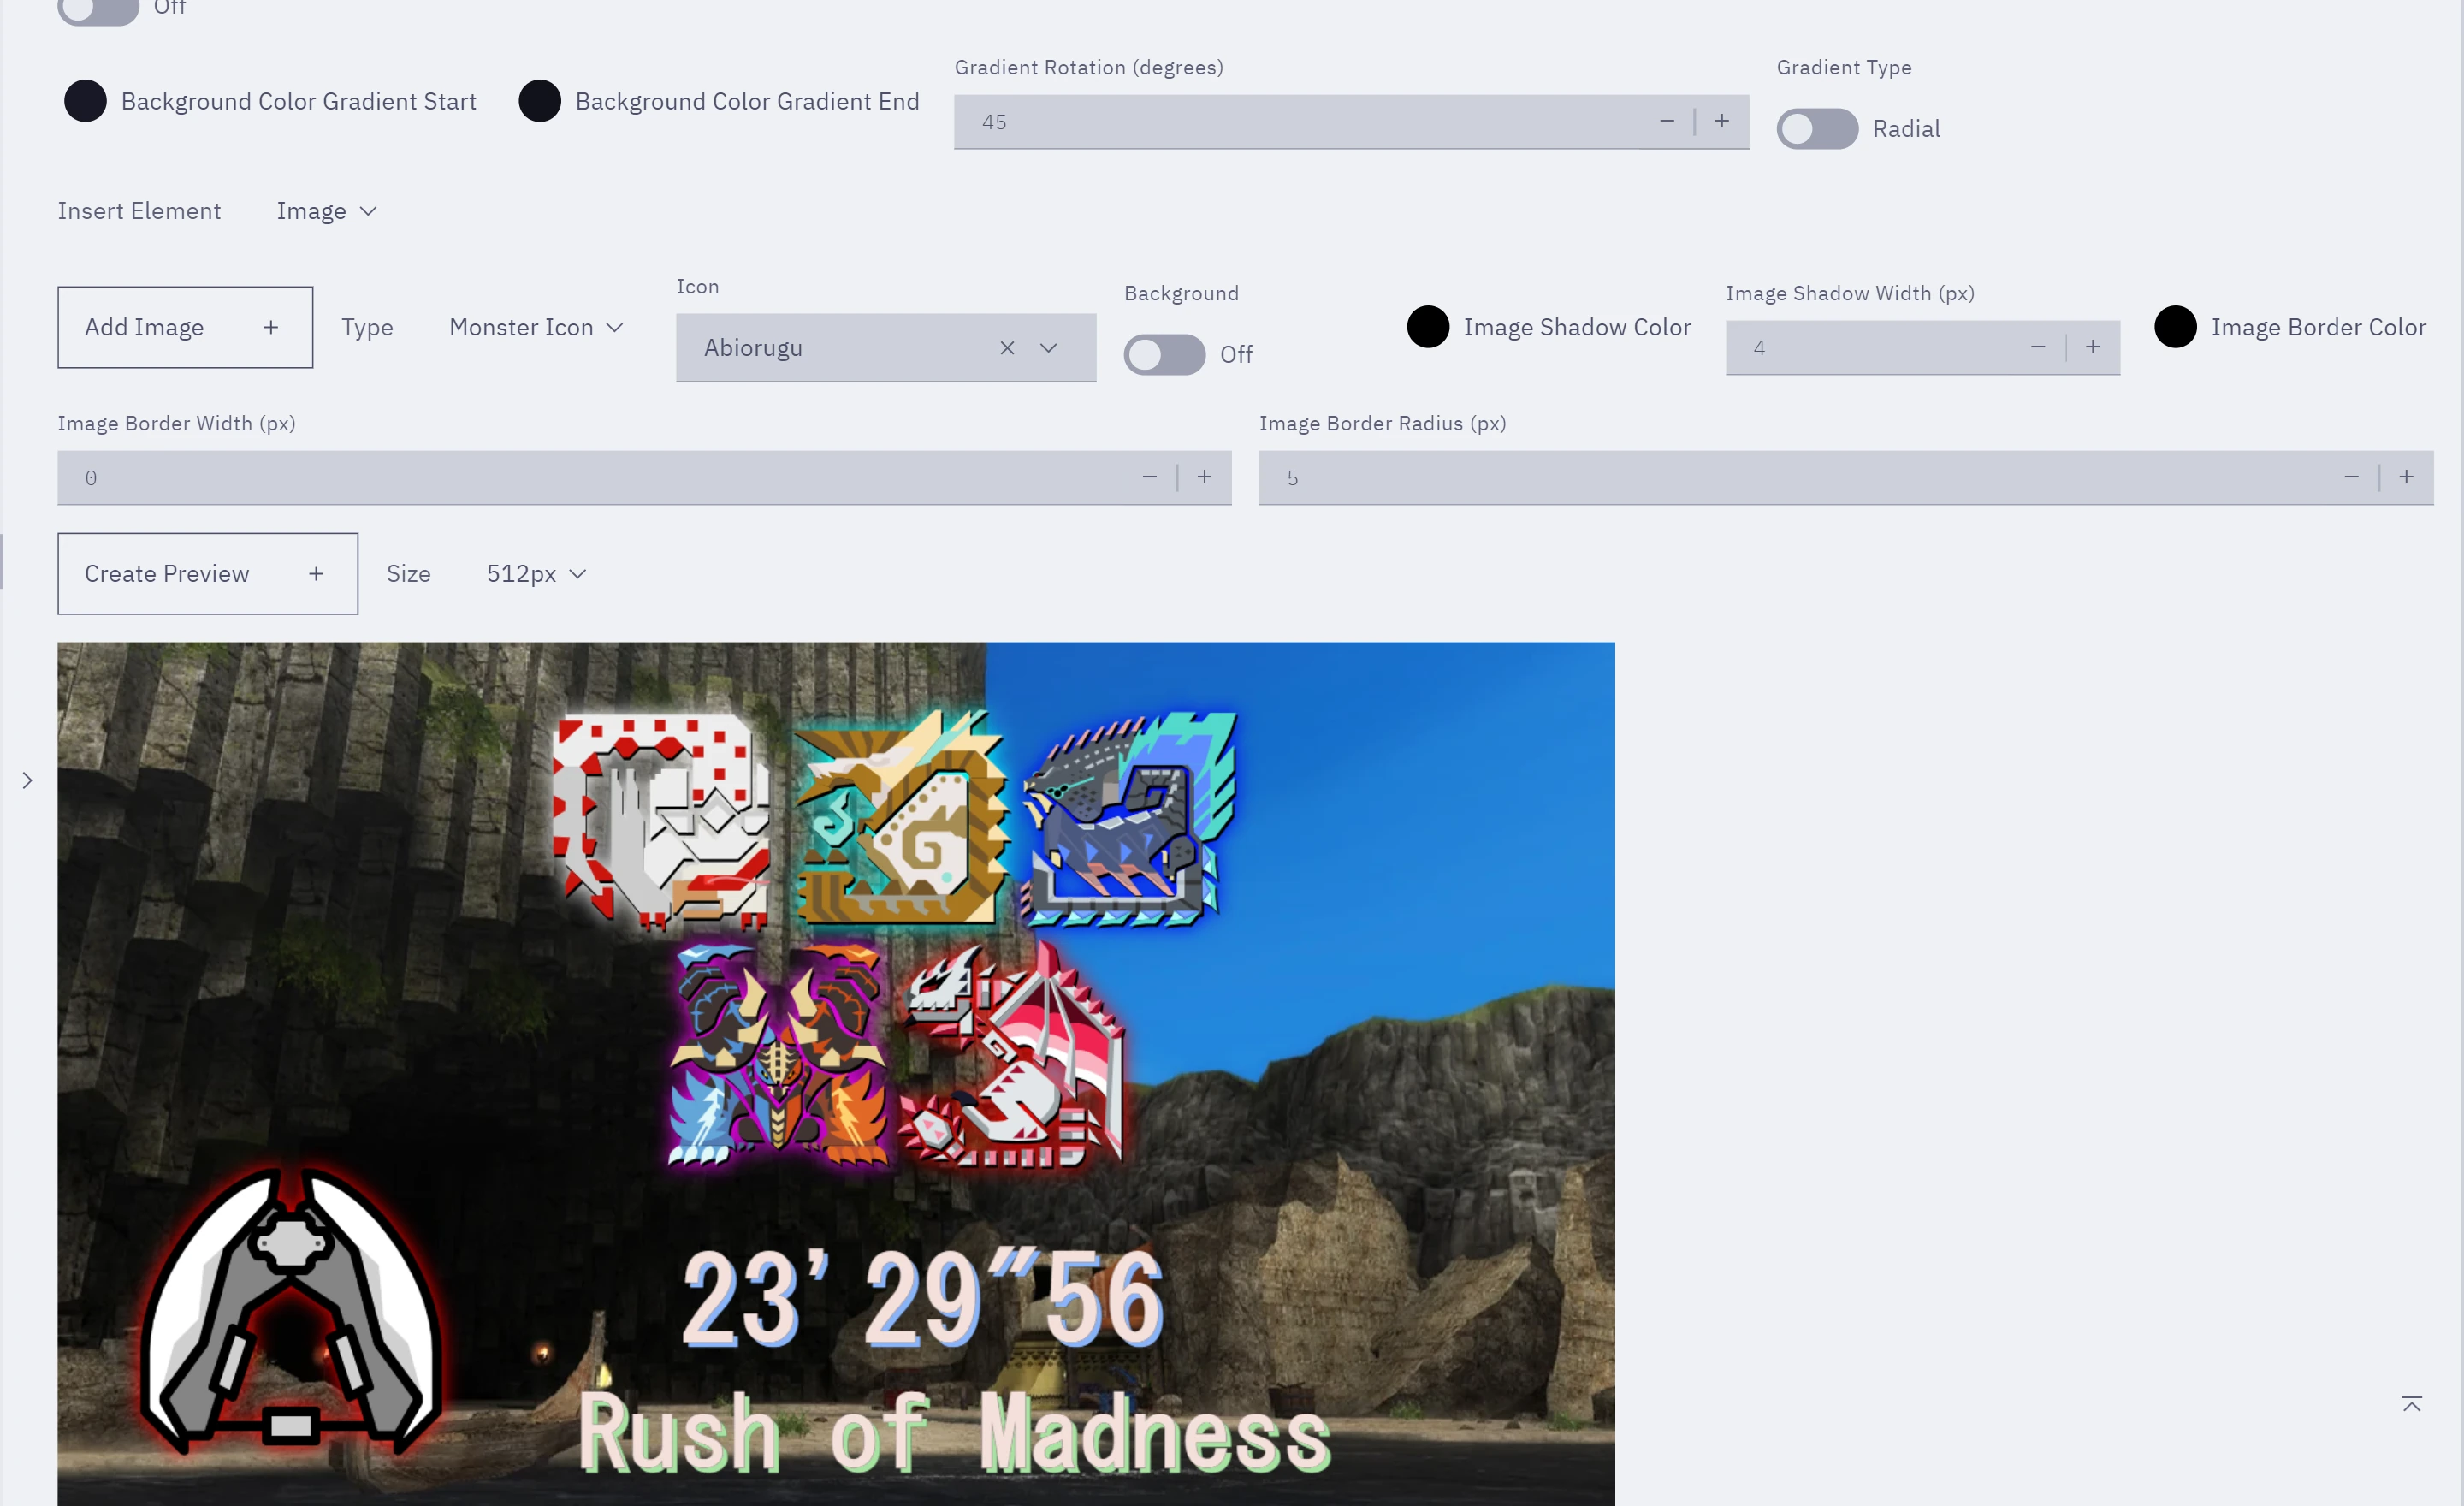 Off
Background Color Gradient Start
Background Color Gradient End
Gradient Rotation (degrees)
45
Gradient Type
Radial
Insert Element
Image
Add Image +
Type
Monster Icon
Icon
Abiorugu
Background
Off
Image Shadow Color
Image Shadow Width (px)
4
Image Border Color
Image Border Width (px)
0
Image Border Radius (px)
5
Create Preview +
Size
512px
23’29”56
Rush of Madness